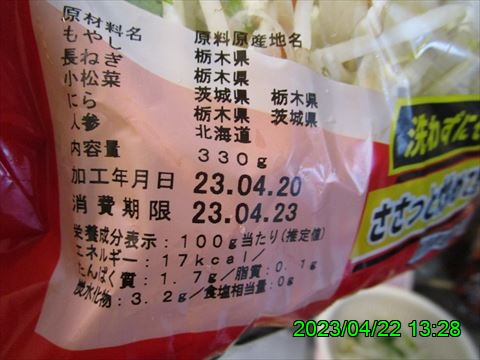 原材料名 原料原産地名
もやし 栃木県
長ねぎ 栃木県
小松菜 茨城県 栃木県
にら 栃木県 茨城県
人参 北海道
内容量 330g
加工年月日 23.04.20
消費期限 23.04.23
栄養成分表示:100g当たり(推定値)
エネルギー:17kcal/
たんぱく質:1.7g/脂質:0.1g
炭水化物:3.2g/食塩相当量:0g
洗わずに
ささっと炒め
2023/04/22 13:28